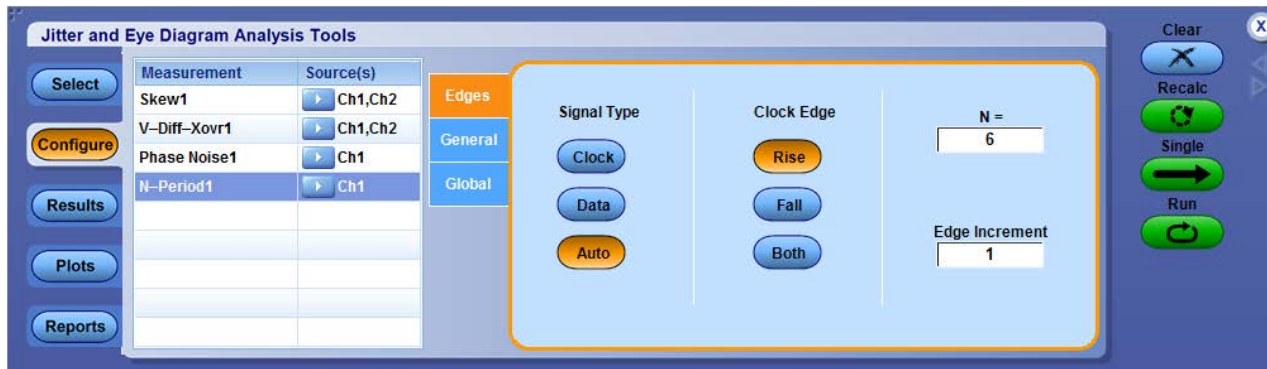 Jitter and Eye Diagram Analysis Tools
Select
Configure
Results
Plots
Reports
Measurement Source(s)
Skew1 Ch1,Ch2
V–Diff–Xovr1 Ch1,Ch2
Phase Noise1 Ch1
N–Period1 Ch1
Edges
General
Global
Signal Type
Clock
Data
Auto
Clock Edge
Rise
Fall
Both
N =
6
Edge Increment
1
Clear
X
Recalc
Single
Run